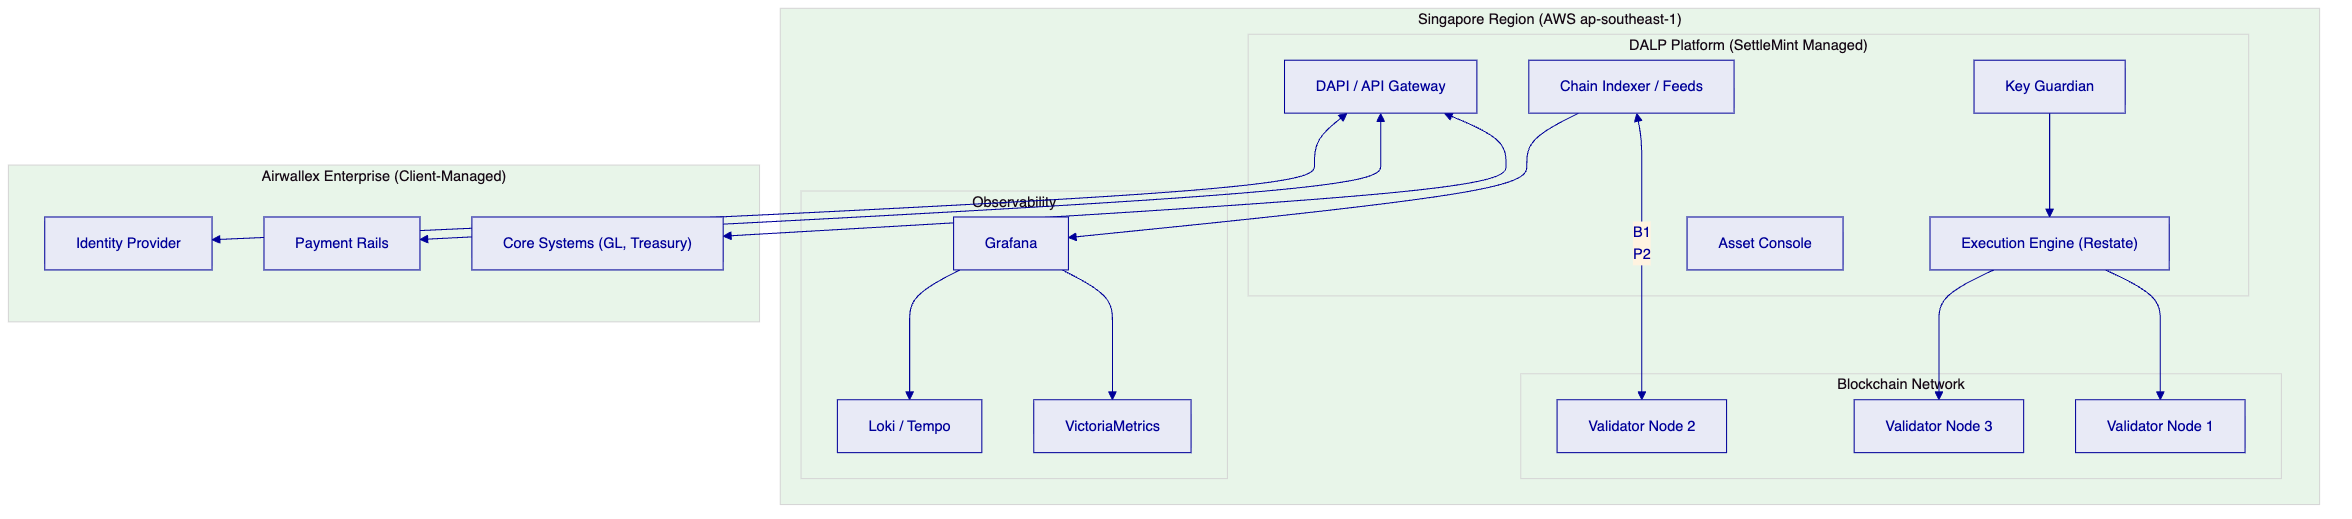 Singapore Region (AWS ap-southeast-1)
DALP Platform (SettleMint Managed)
DAPI / API Gateway
Chain Indexer / Feeds
Key Guardian
Airwallex Enterprise (Client-Managed)
Identity Provider
Payment Rails
Core Systems (GL, Treasury)
Observability
Grafana
B1
P2
Asset Console
Execution Engine (Restate)
Blockchain Network
Loki / Tempo
VictoriaMetrics
Validator Node 2
Validator Node 3
Validator Node 1